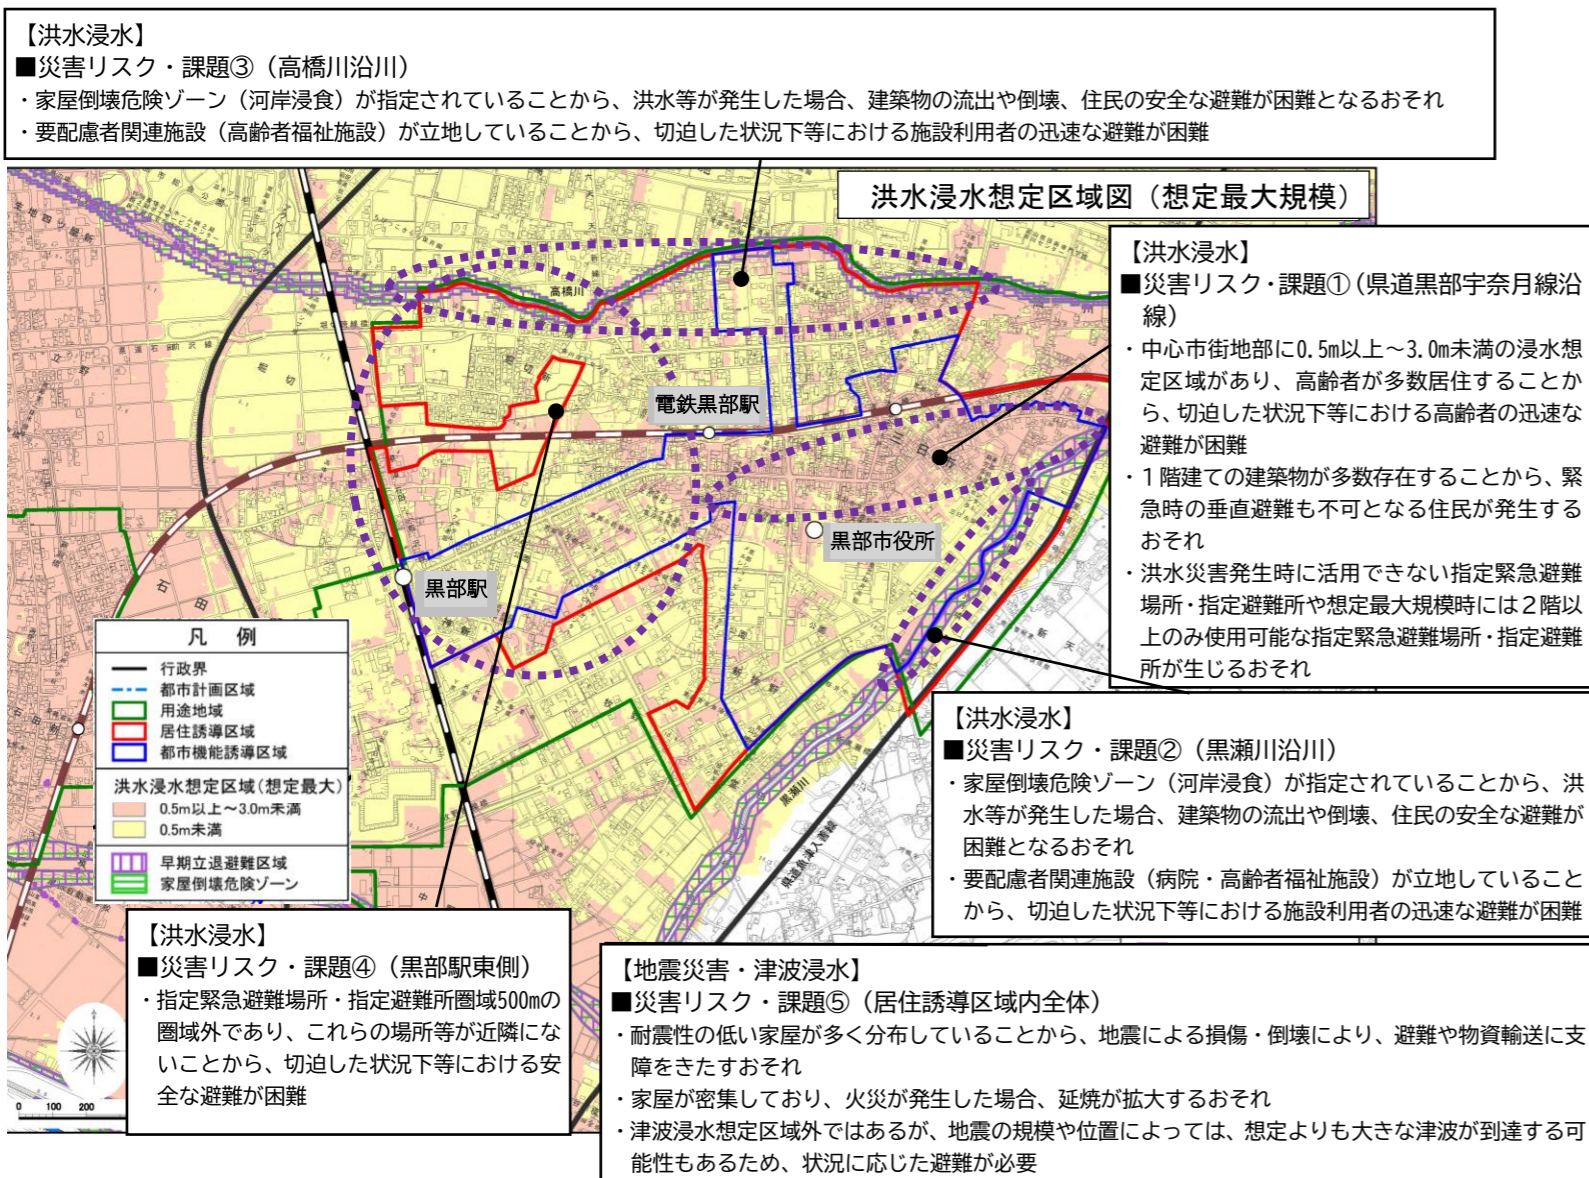 【洪水浸水】
■災害リスク・課題③（高橋川沿川）
・家屋倒壊危険ゾーン（河岸浸食）が指定されていることから、洪水等が発生した場合、建築物の流出や倒壊、住民の安全な避難が困難となるおそれ
・要配慮者関連施設（高齢者福祉施設）が立地していることから、切迫した状況下等における施設利用者の迅速な避難が困難
洪水浸水想定区域図（想定最大規模）
【洪水浸水】
■災害リスク・課題①（県道黒部宇奈月線沿
線）
・中心市街地部に0.5m以上～3.0m未満の浸水想
定区域があり、高齢者が多数居住することか
ら、切迫した状況下等における高齢者の迅速な
避難が困難
・１階建ての建築物が多数存在することから、緊
急時の垂直避難も不可となる住民が発生する
おそれ
・洪水災害発生時に活用できない指定緊急避難
場所・指定避難所や想定最大規模時には２階以
上のみ使用可能な指定緊急避難場所・指定避難
所が生じるおそれ
高橋川
電鉄黒部駅
黒部市役所
黒部駅
石田
黒瀬川
県道魚津入善線
凡　例
行政界
都市計画区域
用途地域
居住誘導区域
都市機能誘導区域
洪水浸水想定区域(想定最大)
0.5m以上～3.0m未満
0.5m未満
早期立退避難区域
家屋倒壊危険ゾーン
【洪水浸水】
■災害リスク・課題②（黒瀬川沿川）
・家屋倒壊危険ゾーン（河岸浸食）が指定されていることから、洪
水等が発生した場合、建築物の流出や倒壊、住民の安全な避難が
困難となるおそれ
・要配慮者関連施設（病院・高齢者福祉施設）が立地していること
から、切迫した状況下等における施設利用者の迅速な避難が困難
【洪水浸水】
■災害リスク・課題④（黒部駅東側）
・指定緊急避難場所・指定避難所圏域500mの
圏域外であり、これらの場所等が近隣にな
いことから、切迫した状況下等における安
全な避難が困難
0 100 200
【地震災害・津波浸水】
■災害リスク・課題⑤（居住誘導区域内全体）
・耐震性の低い家屋が多く分布していることから、地震による損傷・倒壊により、避難や物資輸送に支
障をきたすおそれ
・家屋が密集しており、火災が発生した場合、延焼が拡大するおそれ
・津波浸水想定区域外ではあるが、地震の規模や位置によっては、想定よりも大きな津波が到達する可
能性もあるため、状況に応じた避難が必要